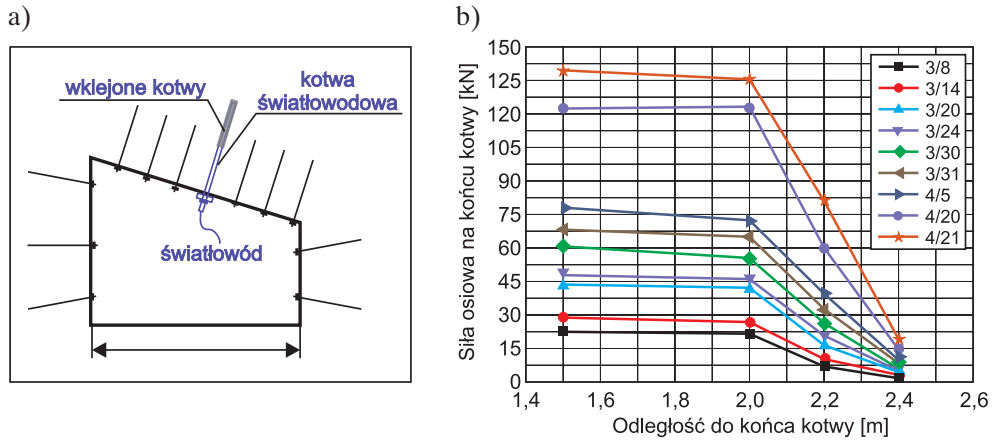 a)
wklejone kotwy
kotwa
światłowodowa
światłowód
b)
Siła osiowa na końcu kotwy [kN]
150
135
120
105
90
75
60
45
30
15
0
1,4 1,6 1,8 2,0 2,2 2,4 2,6
Odległość do końca kotwy [m]
3/8
3/14
3/20
3/24
3/30
3/31
4/5
4/20
4/21